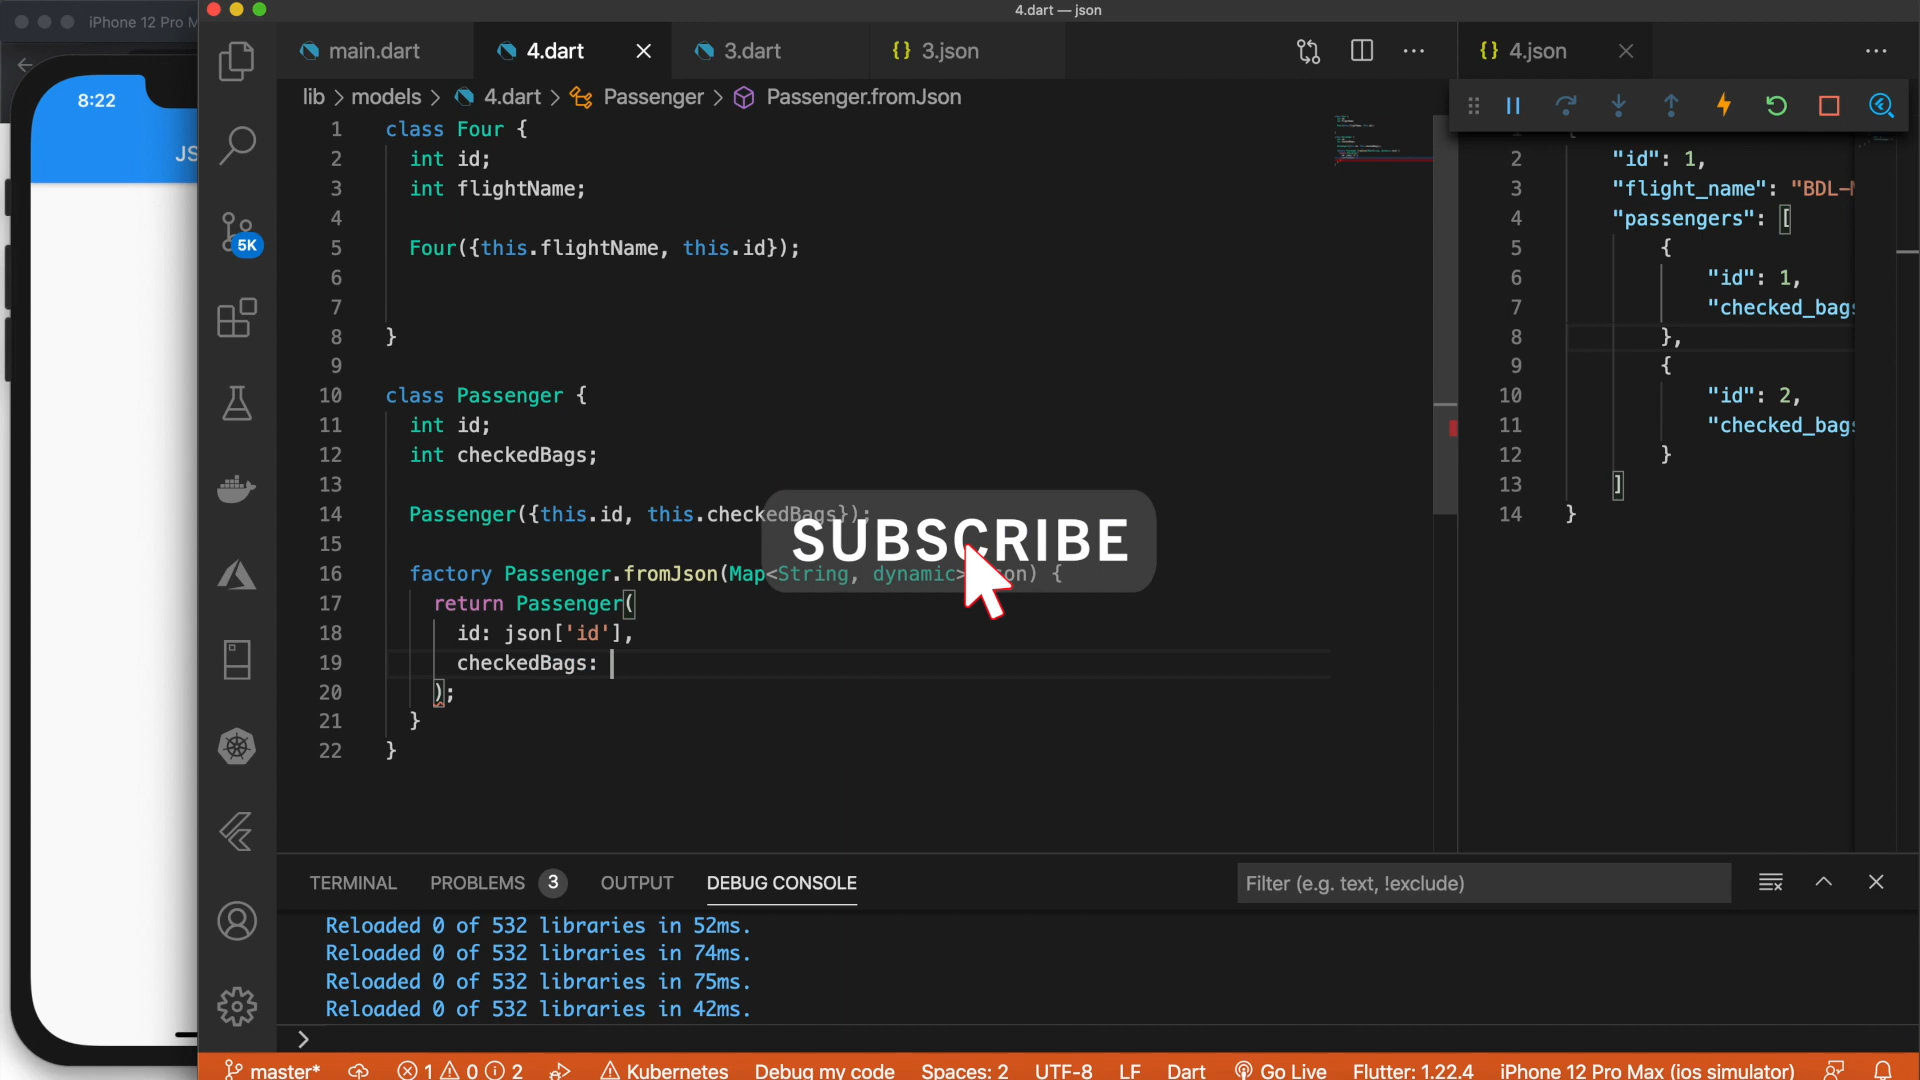 iPhone 12 Pro M
4.dart — json
8:22
JS
main.dart
4.dart
3.dart
{} 3.json
{} 4.json
lib > models > 4.dart > Passenger > Passenger.fromJson
5K
1 class Four {
2 int id;
3 int flightName;
4
5 Four({this.flightName, this.id});
6
7
8 }
9
10 class Passenger {
11 int id;
12 int checkedBags;
13
14 Passenger({this.id, this.checkedBags});
15
16 factory Passenger.fromJson(Map<String, dynamic> json) {
17 return Passenger(
18 id: json['id'],
19 checkedBags:
20 );
21 }
22 }
SUBSCRIBE
1 {
2 "id": 1,
3 "flight_name": "BDL-
4 "passengers": [
5 {
6 "id": 1,
7 "checked_bags
8 },
9 {
10 "id": 2,
11 "checked_bags
12 }
13 ]
14 }
TERMINAL PROBLEMS 3 OUTPUT DEBUG CONSOLE
Filter (e.g. text, !exclude)
Reloaded 0 of 532 libraries in 52ms.
Reloaded 0 of 532 libraries in 74ms.
Reloaded 0 of 532 libraries in 75ms.
Reloaded 0 of 532 libraries in 42ms.
>
master* 1 0 2 Kubernetes Debug my code Spaces: 2 UTF-8 LF Dart Go Live Flutter: 1.22.4 iPhone 12 Pro Max (ios simulator)